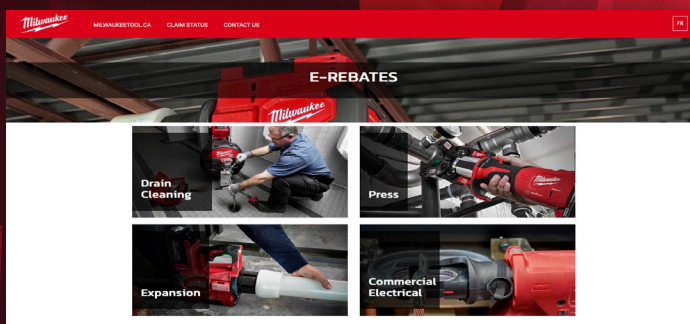 Milwaukee
MILWAUKEETOOL.CA
CLAIM STATUS
CONTACT US
FR
E-REBATES
Milwaukee
Drain
Cleaning
Press
Milwaukee
Expansion
Commercial
Electrical